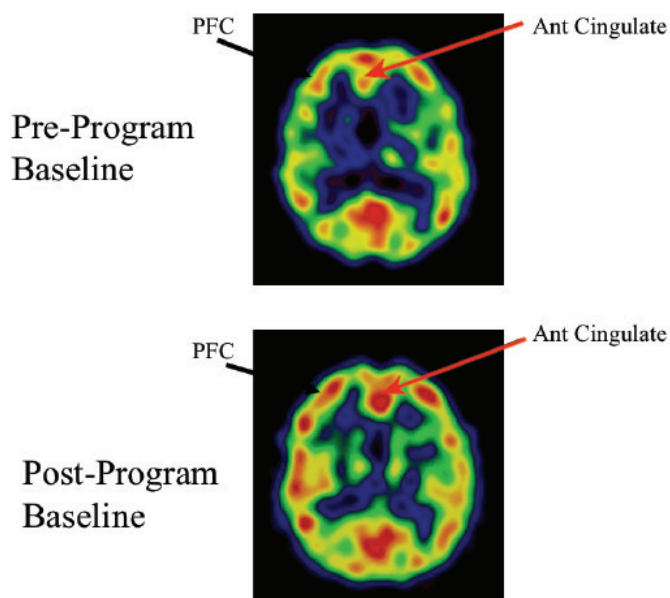 PFC
Ant Cingulate
Pre-Program
Baseline
PFC
Ant Cingulate
Post-Program
Baseline